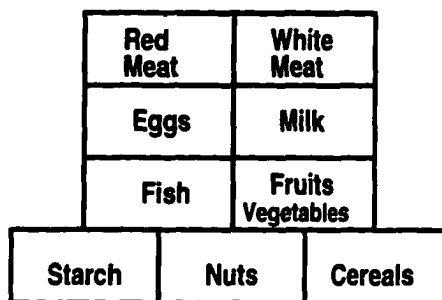 Red White
Meat Meat
Eggs Milk
Fish Fruits
Vegetables
Starch Nuts Cereals